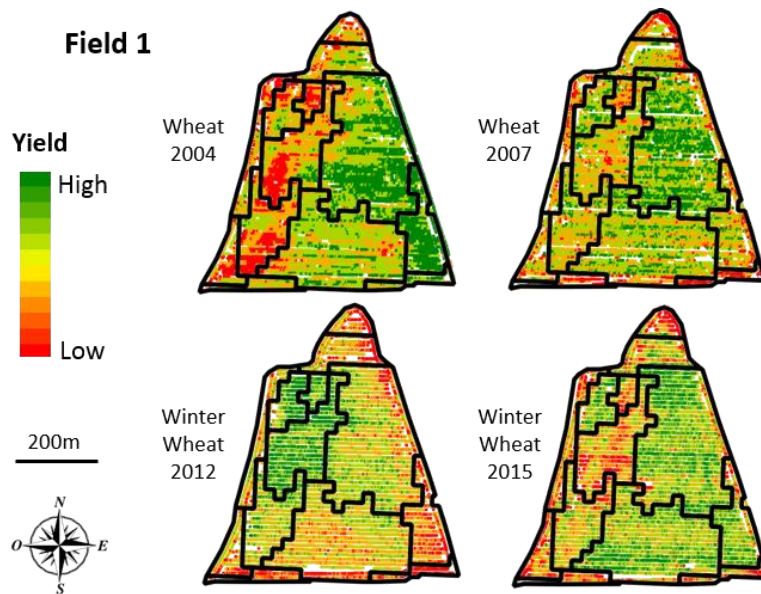 Field 1
Yield
High
Low
200m
N
O
E
S
Wheat
2004
Wheat
2007
Winter
Wheat
2012
Winter
Wheat
2015